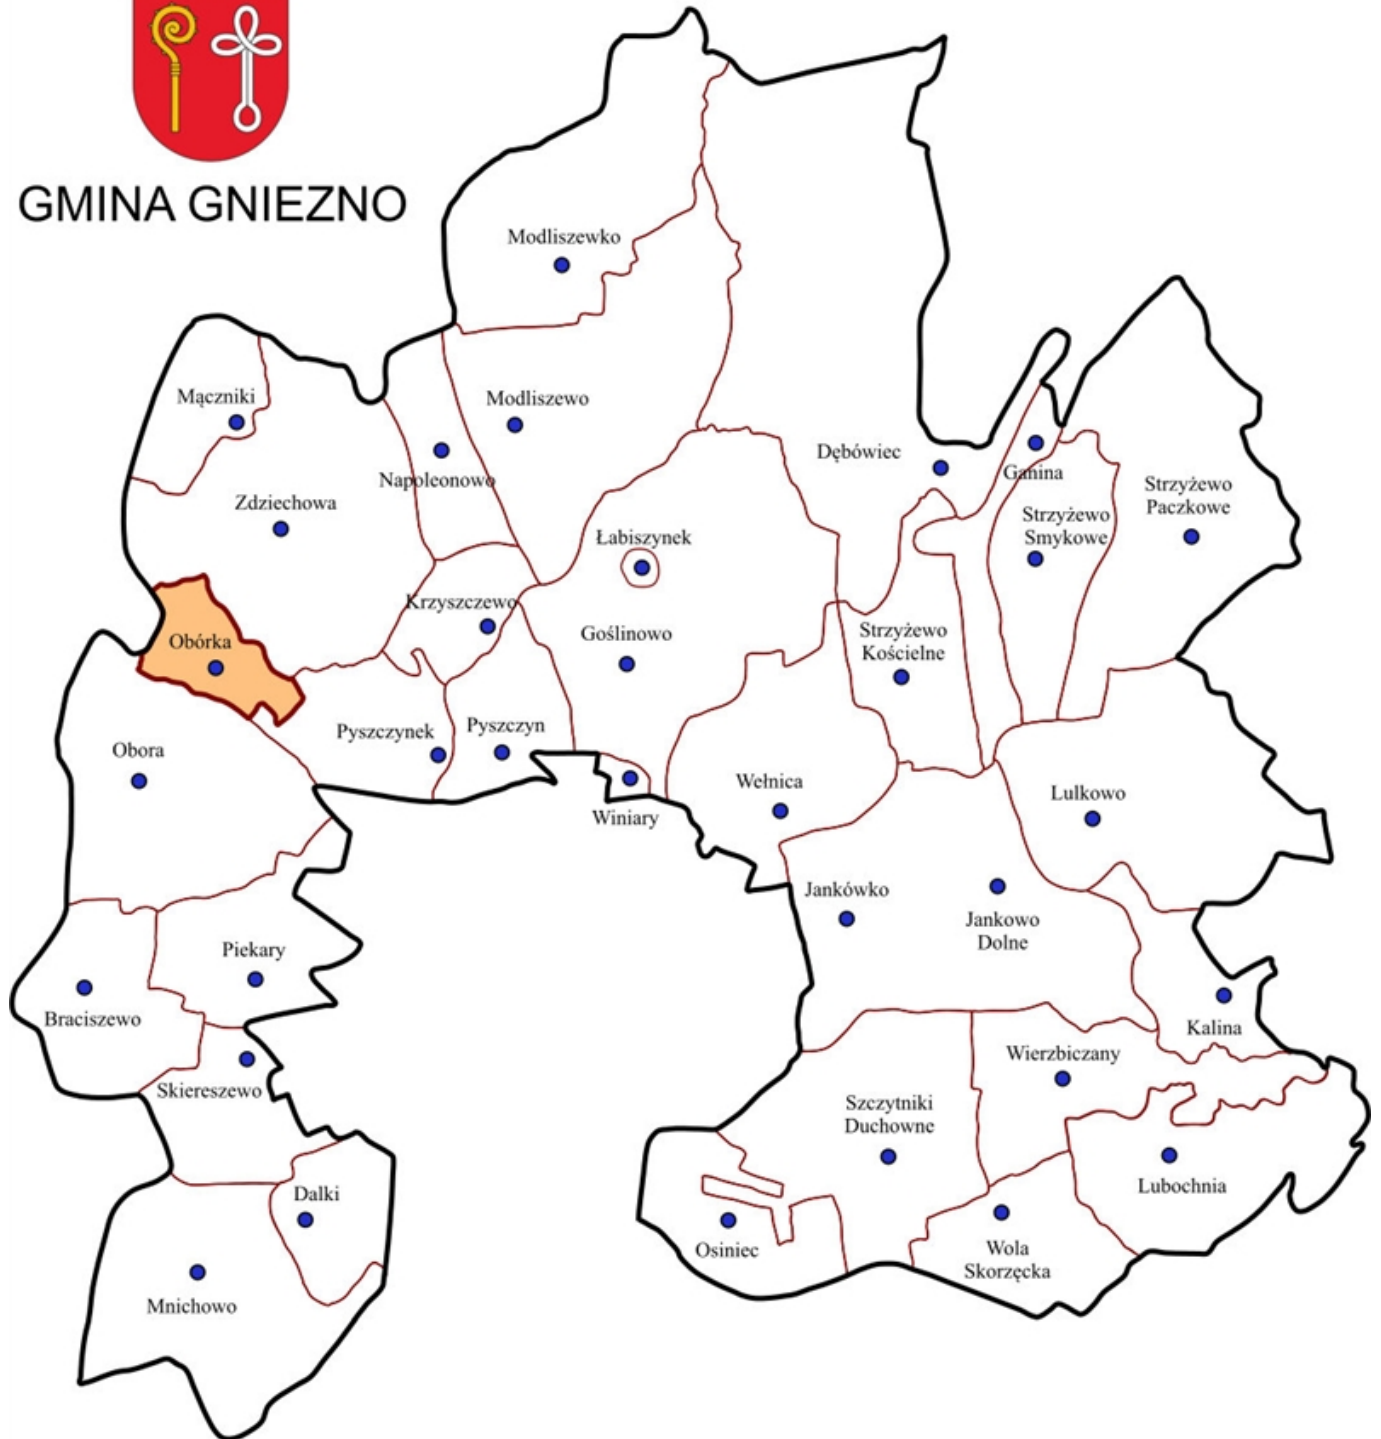 GMINA GNIEZNO
Modliszewko
Mączniki
Modliszewo
Napoleonowo
Dębówiec
Ganina
Strzyżewo
Paczkowe
Zdziechowa
Strzyżewo
Smykowe
Łabiszynek
Krzyszczewo
Obórka
Goślinowo
Strzyżewo
Kościelne
Pyszczynek
Pyszczyn
Obora
Wełnica
Winiary
Lulkowo
Jankówko
Jankowo
Dolne
Piekary
Braciszewo
Kalina
Wierzbiczany
Skiereszewo
Szczytniki
Duchowne
Lubochnia
Dalki
Osiniec
Wola
Skorzęcka
Mnichowo